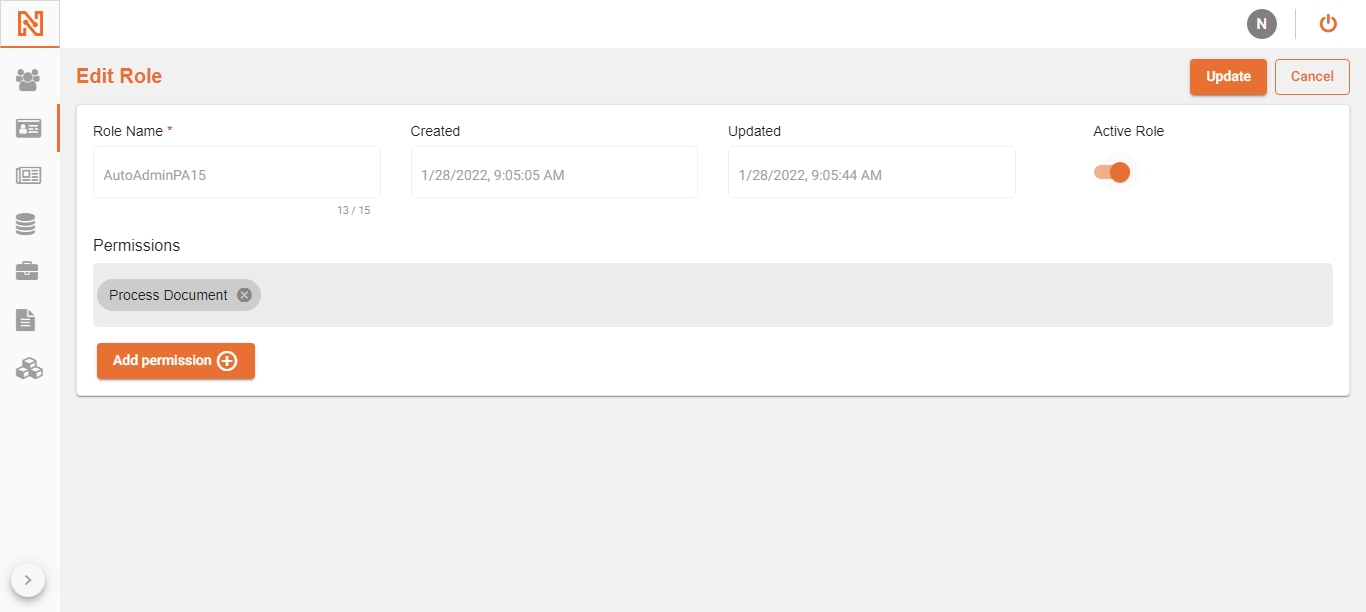 N
Edit Role
Update
Cancel
Role Name *
Created
Updated
Active Role
AutoAdminPA15
1/28/2022, 9:05:05 AM
1/28/2022, 9:05:44 AM
13 / 15
Permissions
Process Document
Add permission